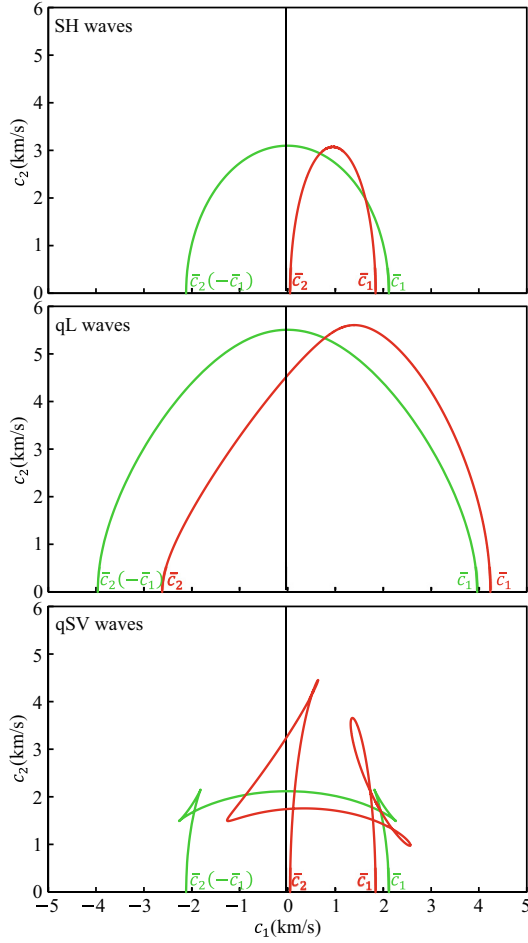 SH waves
6
5
4
3
2
1
0
c₂(km/s)
c̄₂(−c̄₁) c̄₂ c̄₁ c̄₁
qL waves
6
5
4
3
2
1
0
c₂(km/s)
c̄₂(−c̄₁) c̄₂ c̄₁ c̄₁
qSV waves
6
5
4
3
2
1
0
c₂(km/s)
c̄₂(−c̄₁) c̄₂ c̄₁ c̄₁
−5 −4 −3 −2 −1 0 1 2 3 4 5
c₁(km/s)